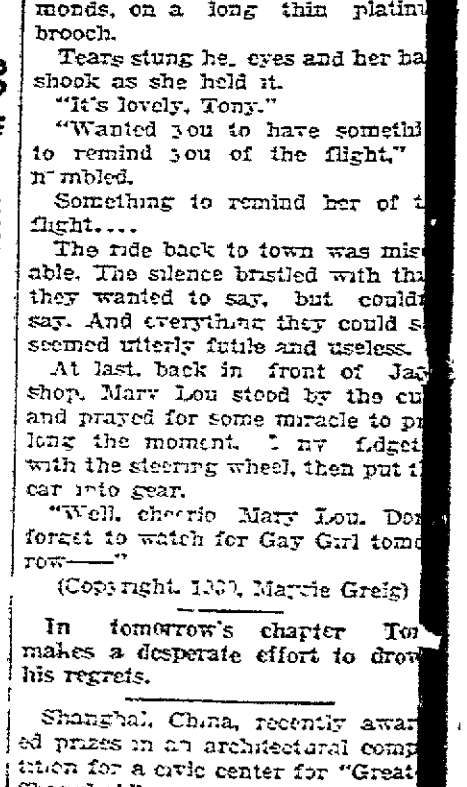 monds, on a long thin platinu
brooch.
Tears stung he. eyes and her ha
shook as she held it.
"It's lovely, Tony."
"Wanted you to have somethi
to remind you of the flight,"
m mbled.
Something to remind her of t
flight....
The ride back to town was mis
able. The silence bristled with thi
they wanted to say, but could
say. And everything they could s
seemed utterly futile and useless.
At last, back in front of Ja
shop, Mary Lou stood by the cu
and prayed for some miracle to pr
long the moment. ny fidget
with the steering wheel, then put t
car into gear.
"Well, cheerio Mary Lou. Don
forget to watch for Gay Girl tomo
row——"
(Copyright, Maysie Greig)
In tomorrow's chapter Ton
makes a desperate effort to drow
his regrets.
Shanghai, China, recently awar
ed prizes in an architectural comp
tition for a civic center for "Great